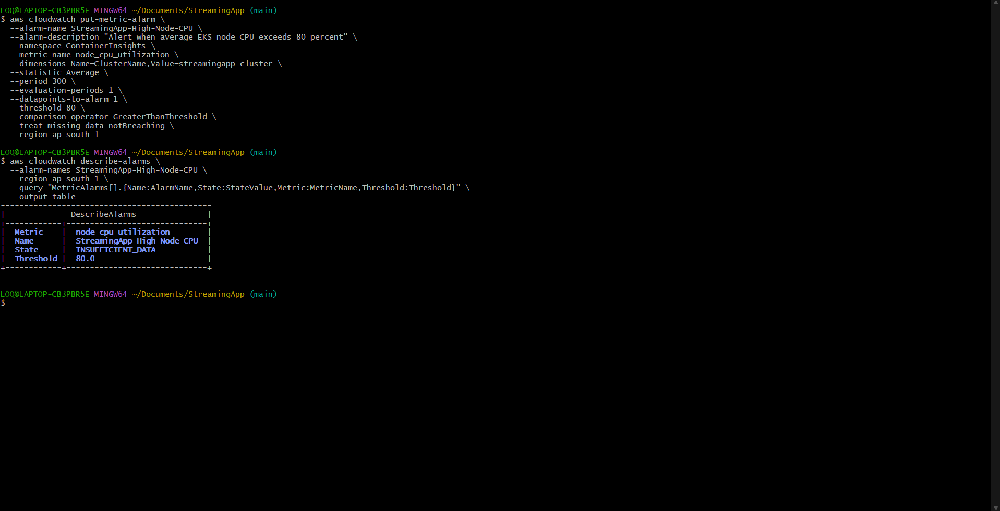 LOQ@LAPTOP-CB3PBR5E MINGW64 ~/Documents/StreamingApp (main)
$ aws cloudwatch put-metric-alarm \
  --alarm-name StreamingApp-High-Node-CPU \
  --alarm-description "Alert when average EKS node CPU exceeds 80 percent" \
  --namespace ContainerInsights \
  --metric-name node_cpu_utilization \
  --dimensions Name=ClusterName,Value=streamingapp-cluster \
  --statistic Average \
  --period 300 \
  --evaluation-periods 1 \
  --datapoints-to-alarm 1 \
  --threshold 80 \
  --comparison-operator GreaterThanThreshold \
  --treat-missing-data notBreaching \
  --region ap-south-1

LOQ@LAPTOP-CB3PBR5E MINGW64 ~/Documents/StreamingApp (main)
$ aws cloudwatch describe-alarms \
  --alarm-names StreamingApp-High-Node-CPU \
  --region ap-south-1 \
  --query "MetricAlarms[].{Name:AlarmName,State:StateValue,Metric:MetricName,Threshold:Threshold}" \
  --output table
---------------------------------------------
|              DescribeAlarms               |
+------------+------------------------------+
|  Metric    |  node_cpu_utilization        |
|  Name      |  StreamingApp-High-Node-CPU  |
|  State     |  INSUFFICIENT_DATA           |
|  Threshold |  80.0                        |
+------------+------------------------------+

LOQ@LAPTOP-CB3PBR5E MINGW64 ~/Documents/StreamingApp (main)
$